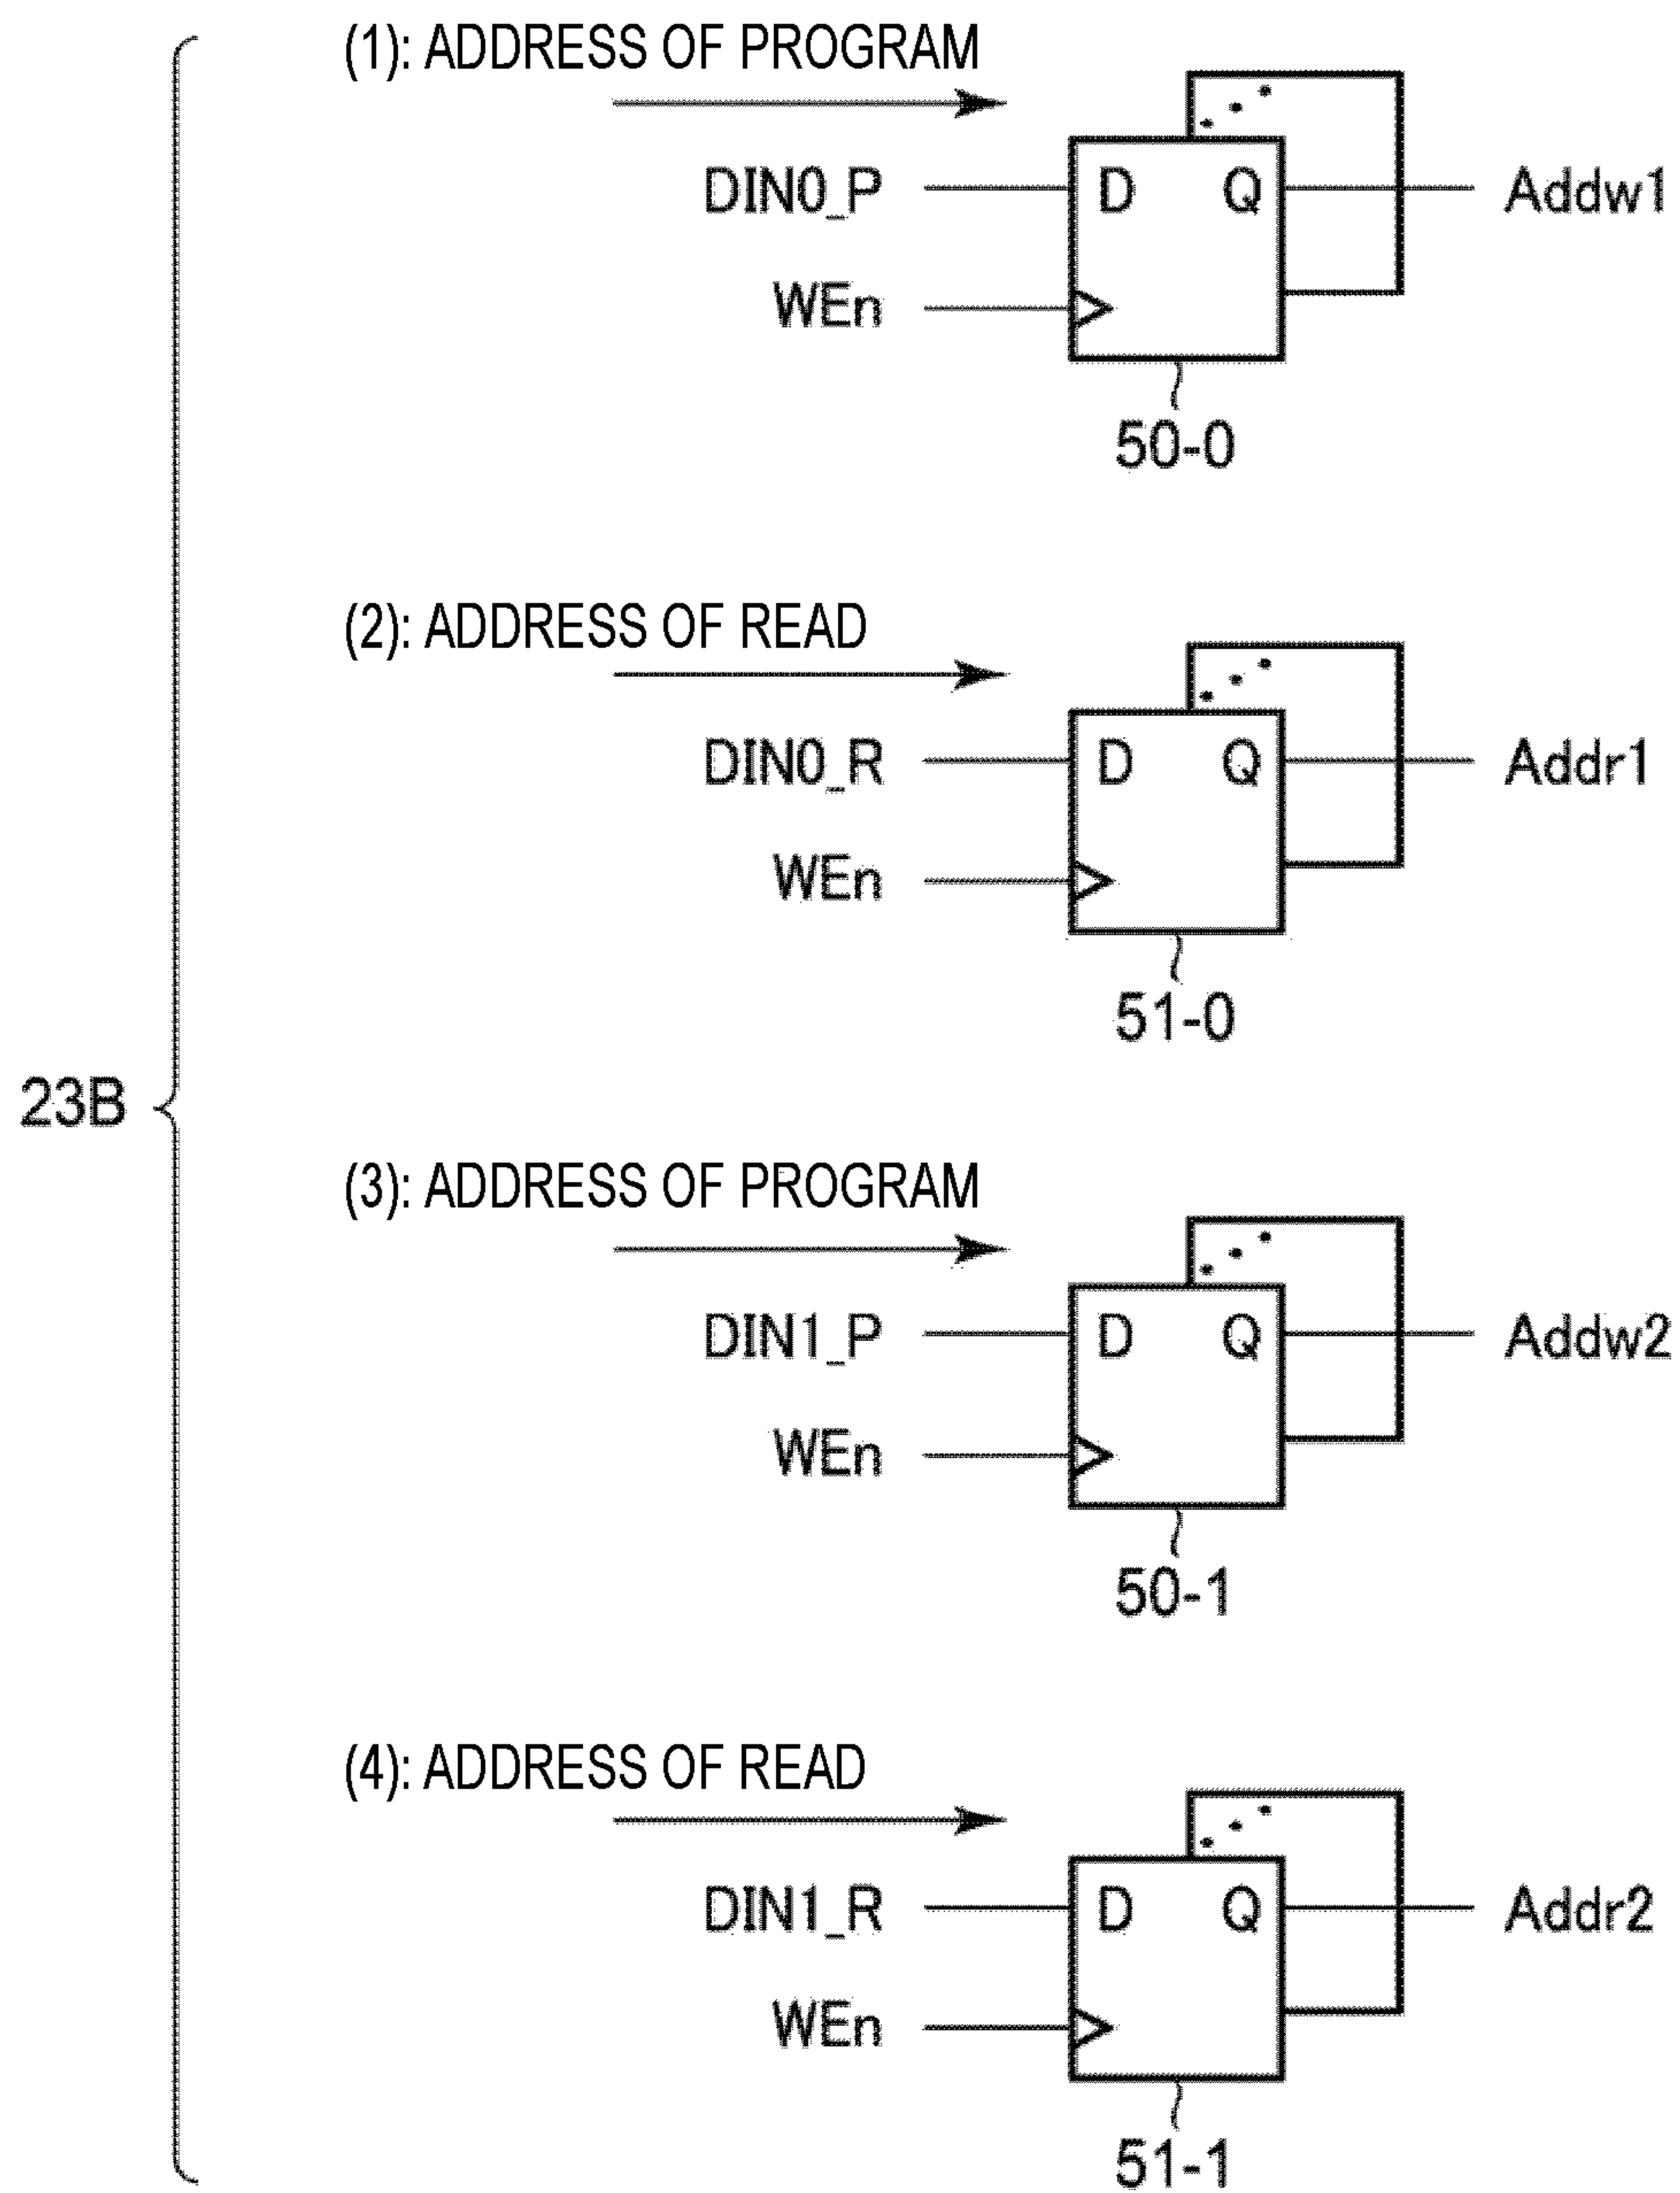 (1): ADDRESS OF PROGRAM
DIN0_P D Q Addw1
WEn
50-0
(2): ADDRESS OF READ
DIN0_R D Q Addr1
WEn
51-0
23B
(3): ADDRESS OF PROGRAM
DIN1_P D Q Addw2
WEn
50-1
(4): ADDRESS OF READ
DIN1_R D Q Addr2
WEn
51-1